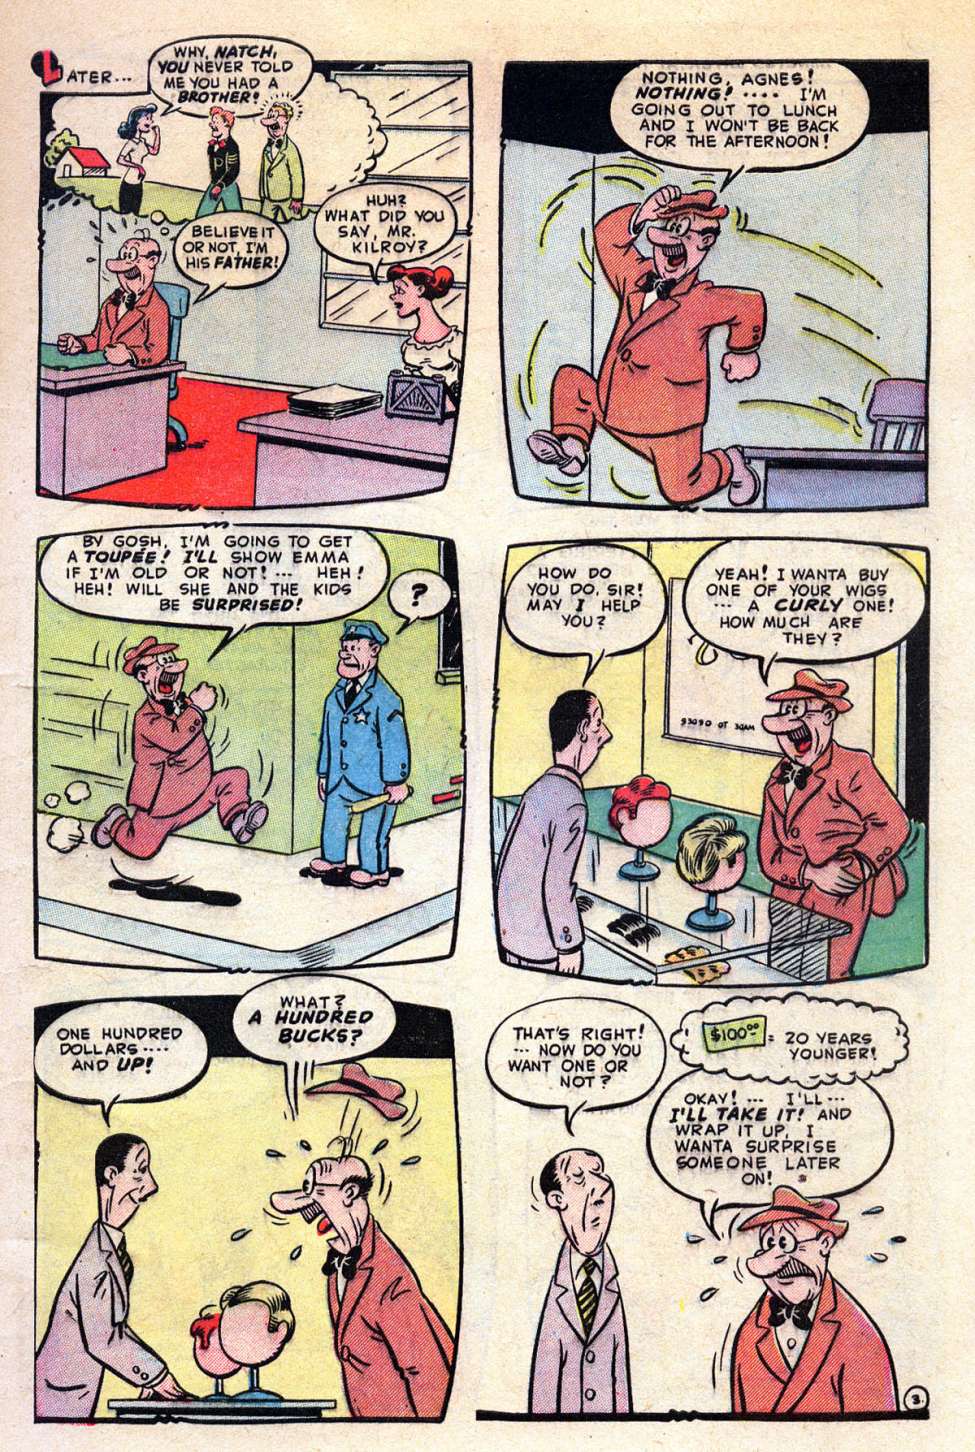 LATER...
WHY, NATCH,
YOU NEVER TOLD
ME YOU HAD A
BROTHER!
P
BELIEVE IT
OR NOT, I'M
HIS FATHER!
HUH?
WHAT DID YOU
SAY, MR.
KILROY?
NOTHING, AGNES!
NOTHING! .... I'M
GOING OUT TO LUNCH
AND I WON'T BE BACK
FOR THE AFTERNOON!
BY GOSH, I'M GOING TO GET
A TOUPÉE! I'LL SHOW EMMA
IF I'M OLD OR NOT! ... HEH!
HEH! WILL SHE AND THE KIDS
BE SURPRISED!
?
HOW DO
YOU DO, SIR!
MAY I HELP
YOU?
YEAH! I WANTA BUY
ONE OF YOUR WIGS
... A CURLY ONE!
HOW MUCH ARE
THEY?
MADE TO ORDER
ONE HUNDRED
DOLLARS....
AND UP!
WHAT?
A HUNDRED
BUCKS?
THAT'S RIGHT!
... NOW DO YOU
WANT ONE OR
NOT?
$100.00 = 20 YEARS
YOUNGER!
OKAY! ... I'LL ...
I'LL TAKE IT! AND
WRAP IT UP, I
WANTA SURPRISE
SOMEONE LATER
ON!
3